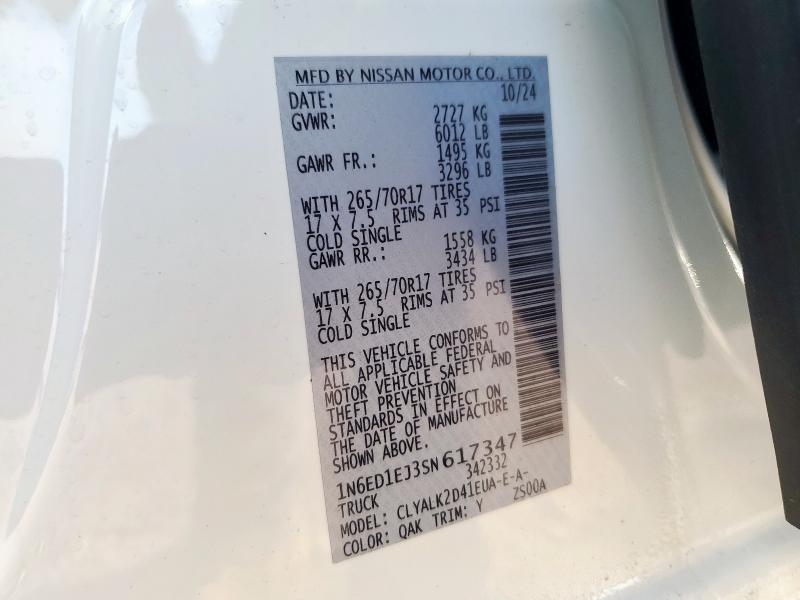 MFD BY NISSAN MOTOR CO., LTD.
DATE: 10/24
GVWR: 2727 KG
6012 LB
GAWR FR.: 1495 KG
3296 LB
WITH 265/70R17 TIRES
17 X 7.5 RIMS AT 35 PSI
COLD SINGLE
GAWR RR.: 1558 KG
3434 LB
WITH 265/70R17 TIRES
17 X 7.5 RIMS AT 35 PSI
COLD SINGLE
THIS VEHICLE CONFORMS TO
ALL APPLICABLE FEDERAL
MOTOR VEHICLE SAFETY AND
THEFT PREVENTION
STANDARDS IN EFFECT ON
THE DATE OF MANUFACTURE
SHOWN ABOVE.
1N6ED1EJ3SN617347
TRUCK 342332
MODEL: CLYALK2D41EUA-E-A-
COLOR: QAK TRIM: Y ZS00A